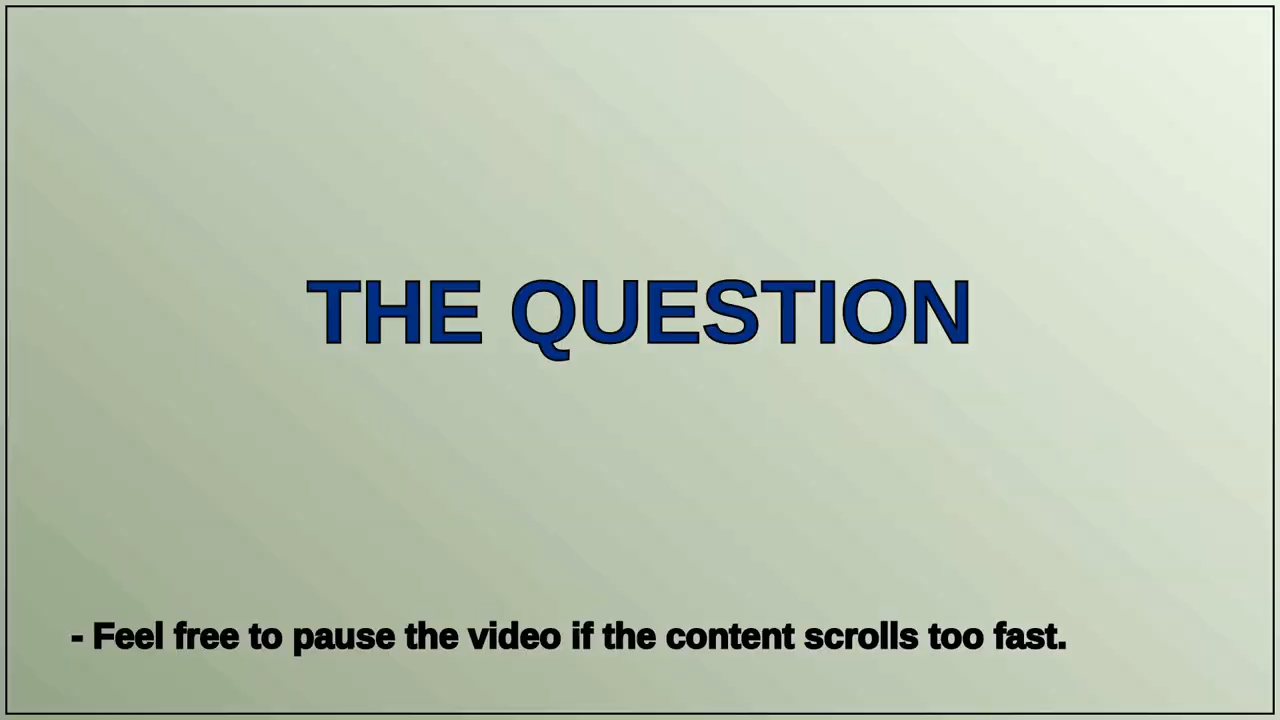 THE QUESTION
- Feel free to pause the video if the content scrolls too fast.